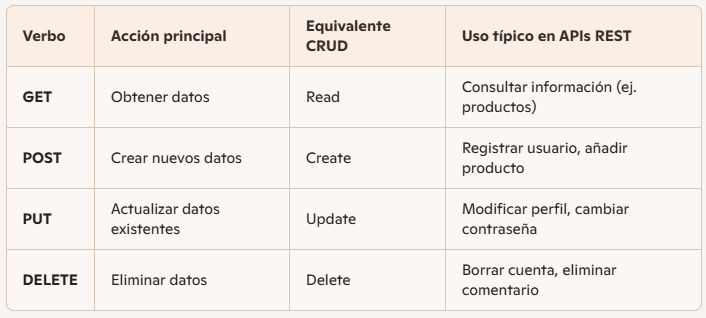 Verbo
Acción principal
Equivalente
CRUD
Uso típico en APIs REST
GET
Obtener datos
Read
Consultar información (ej.
productos)
POST
Crear nuevos datos
Create
Registrar usuario, añadir
producto
PUT
Actualizar datos
existentes
Update
Modificar perfil, cambiar
contraseña
DELETE
Eliminar datos
Delete
Borrar cuenta, eliminar
comentario